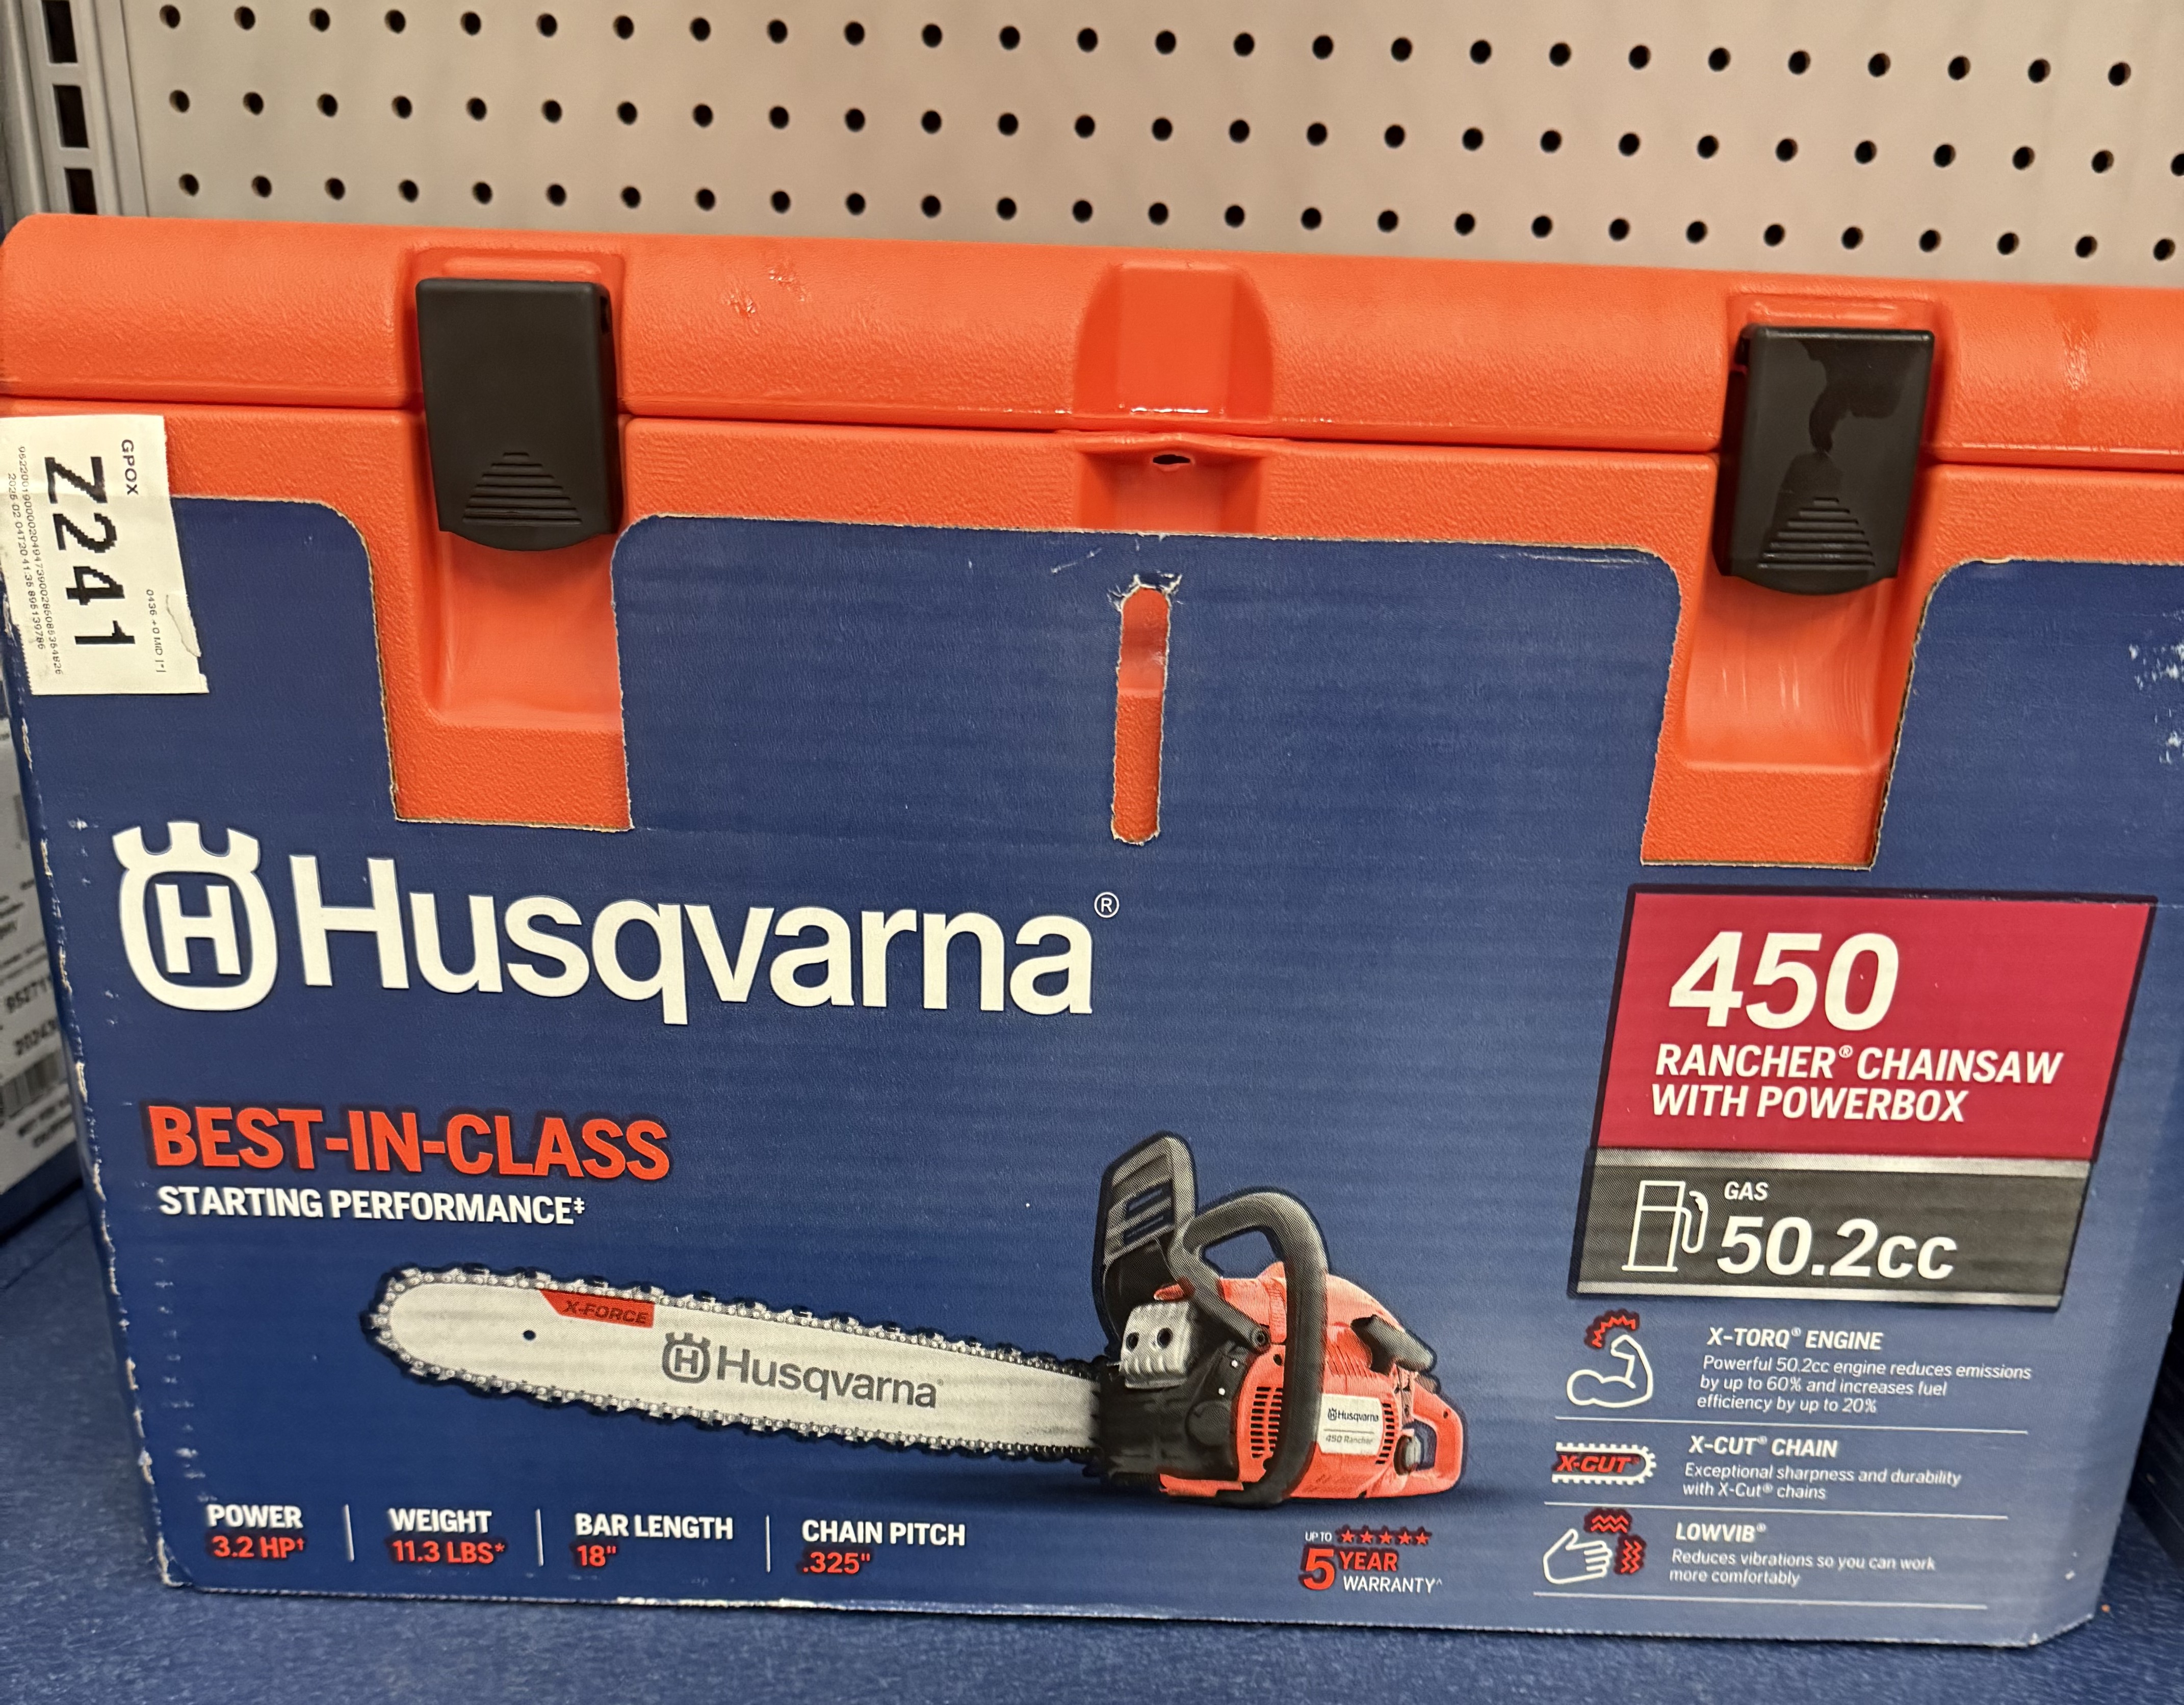 GPOX
Z241
Husqvarna®
BEST-IN-CLASS
STARTING PERFORMANCE‡
X-FORCE
Husqvarna
Husqvarna
450 Rancher
POWER
3.2 HP†
WEIGHT
11.3 LBS*
BAR LENGTH
18"
CHAIN PITCH
.325"
UP TO
5 YEAR
WARRANTY^
450
RANCHER® CHAINSAW
WITH POWERBOX
GAS
50.2cc
X-TORQ® ENGINE
Powerful 50.2cc engine reduces emissions
by up to 60% and increases fuel
efficiency by up to 20%
X-CUT®
X-CUT® CHAIN
Exceptional sharpness and durability
with X-Cut® chains
LOWVIB®
Reduces vibrations so you can work
more comfortably